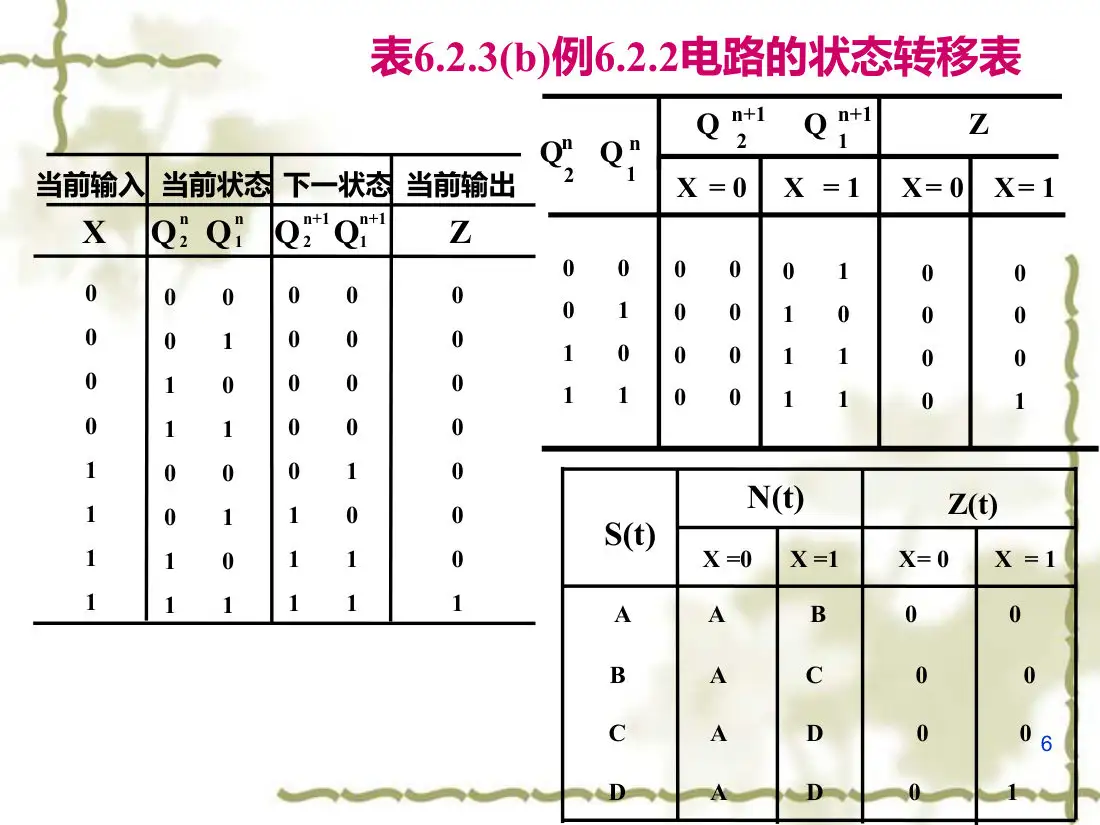 表6.2.3(b)例6.2.2电路的状态转移表
当前输入 当前状态 下一状态 当前输出
X Q₂ⁿ Q₁ⁿ Q₂ⁿ⁺¹ Q₁ⁿ⁺¹ Z
0 0 0 0 0 0
0 0 1 0 0 0
0 1 0 0 0 0
0 1 1 0 0 0
1 0 0 0 1 0
1 0 1 1 0 0
1 1 0 1 1 0
1 1 1 1 1 1
Q₂ⁿ Q₁ⁿ Q₂ⁿ⁺¹ Q₁ⁿ⁺¹ Z
X = 0 X = 1 X= 0 X= 1
0 0 0 0 0 1 0 0
0 1 0 0 1 0 0 0
1 0 0 0 1 1 0 0
1 1 0 0 1 1 0 1
S(t) N(t) Z(t)
X =0 X =1 X= 0 X = 1
A A B 0 0
B A C 0 0
C A D 0 0
D A D 0 1
6